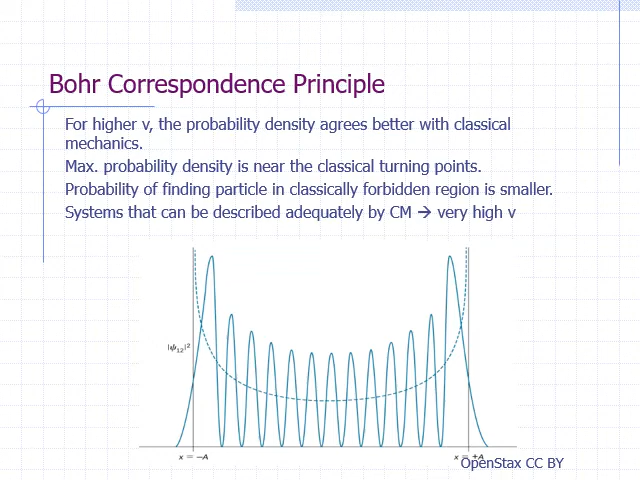 Bohr Correspondence Principle
For higher v, the probability density agrees better with classical
mechanics.
Max. probability density is near the classical turning points.
Probability of finding particle in classically forbidden region is smaller.
Systems that can be described adequately by CM → very high v
|ψ₁₂|²
x = −A
x = +A
OpenStax CC BY